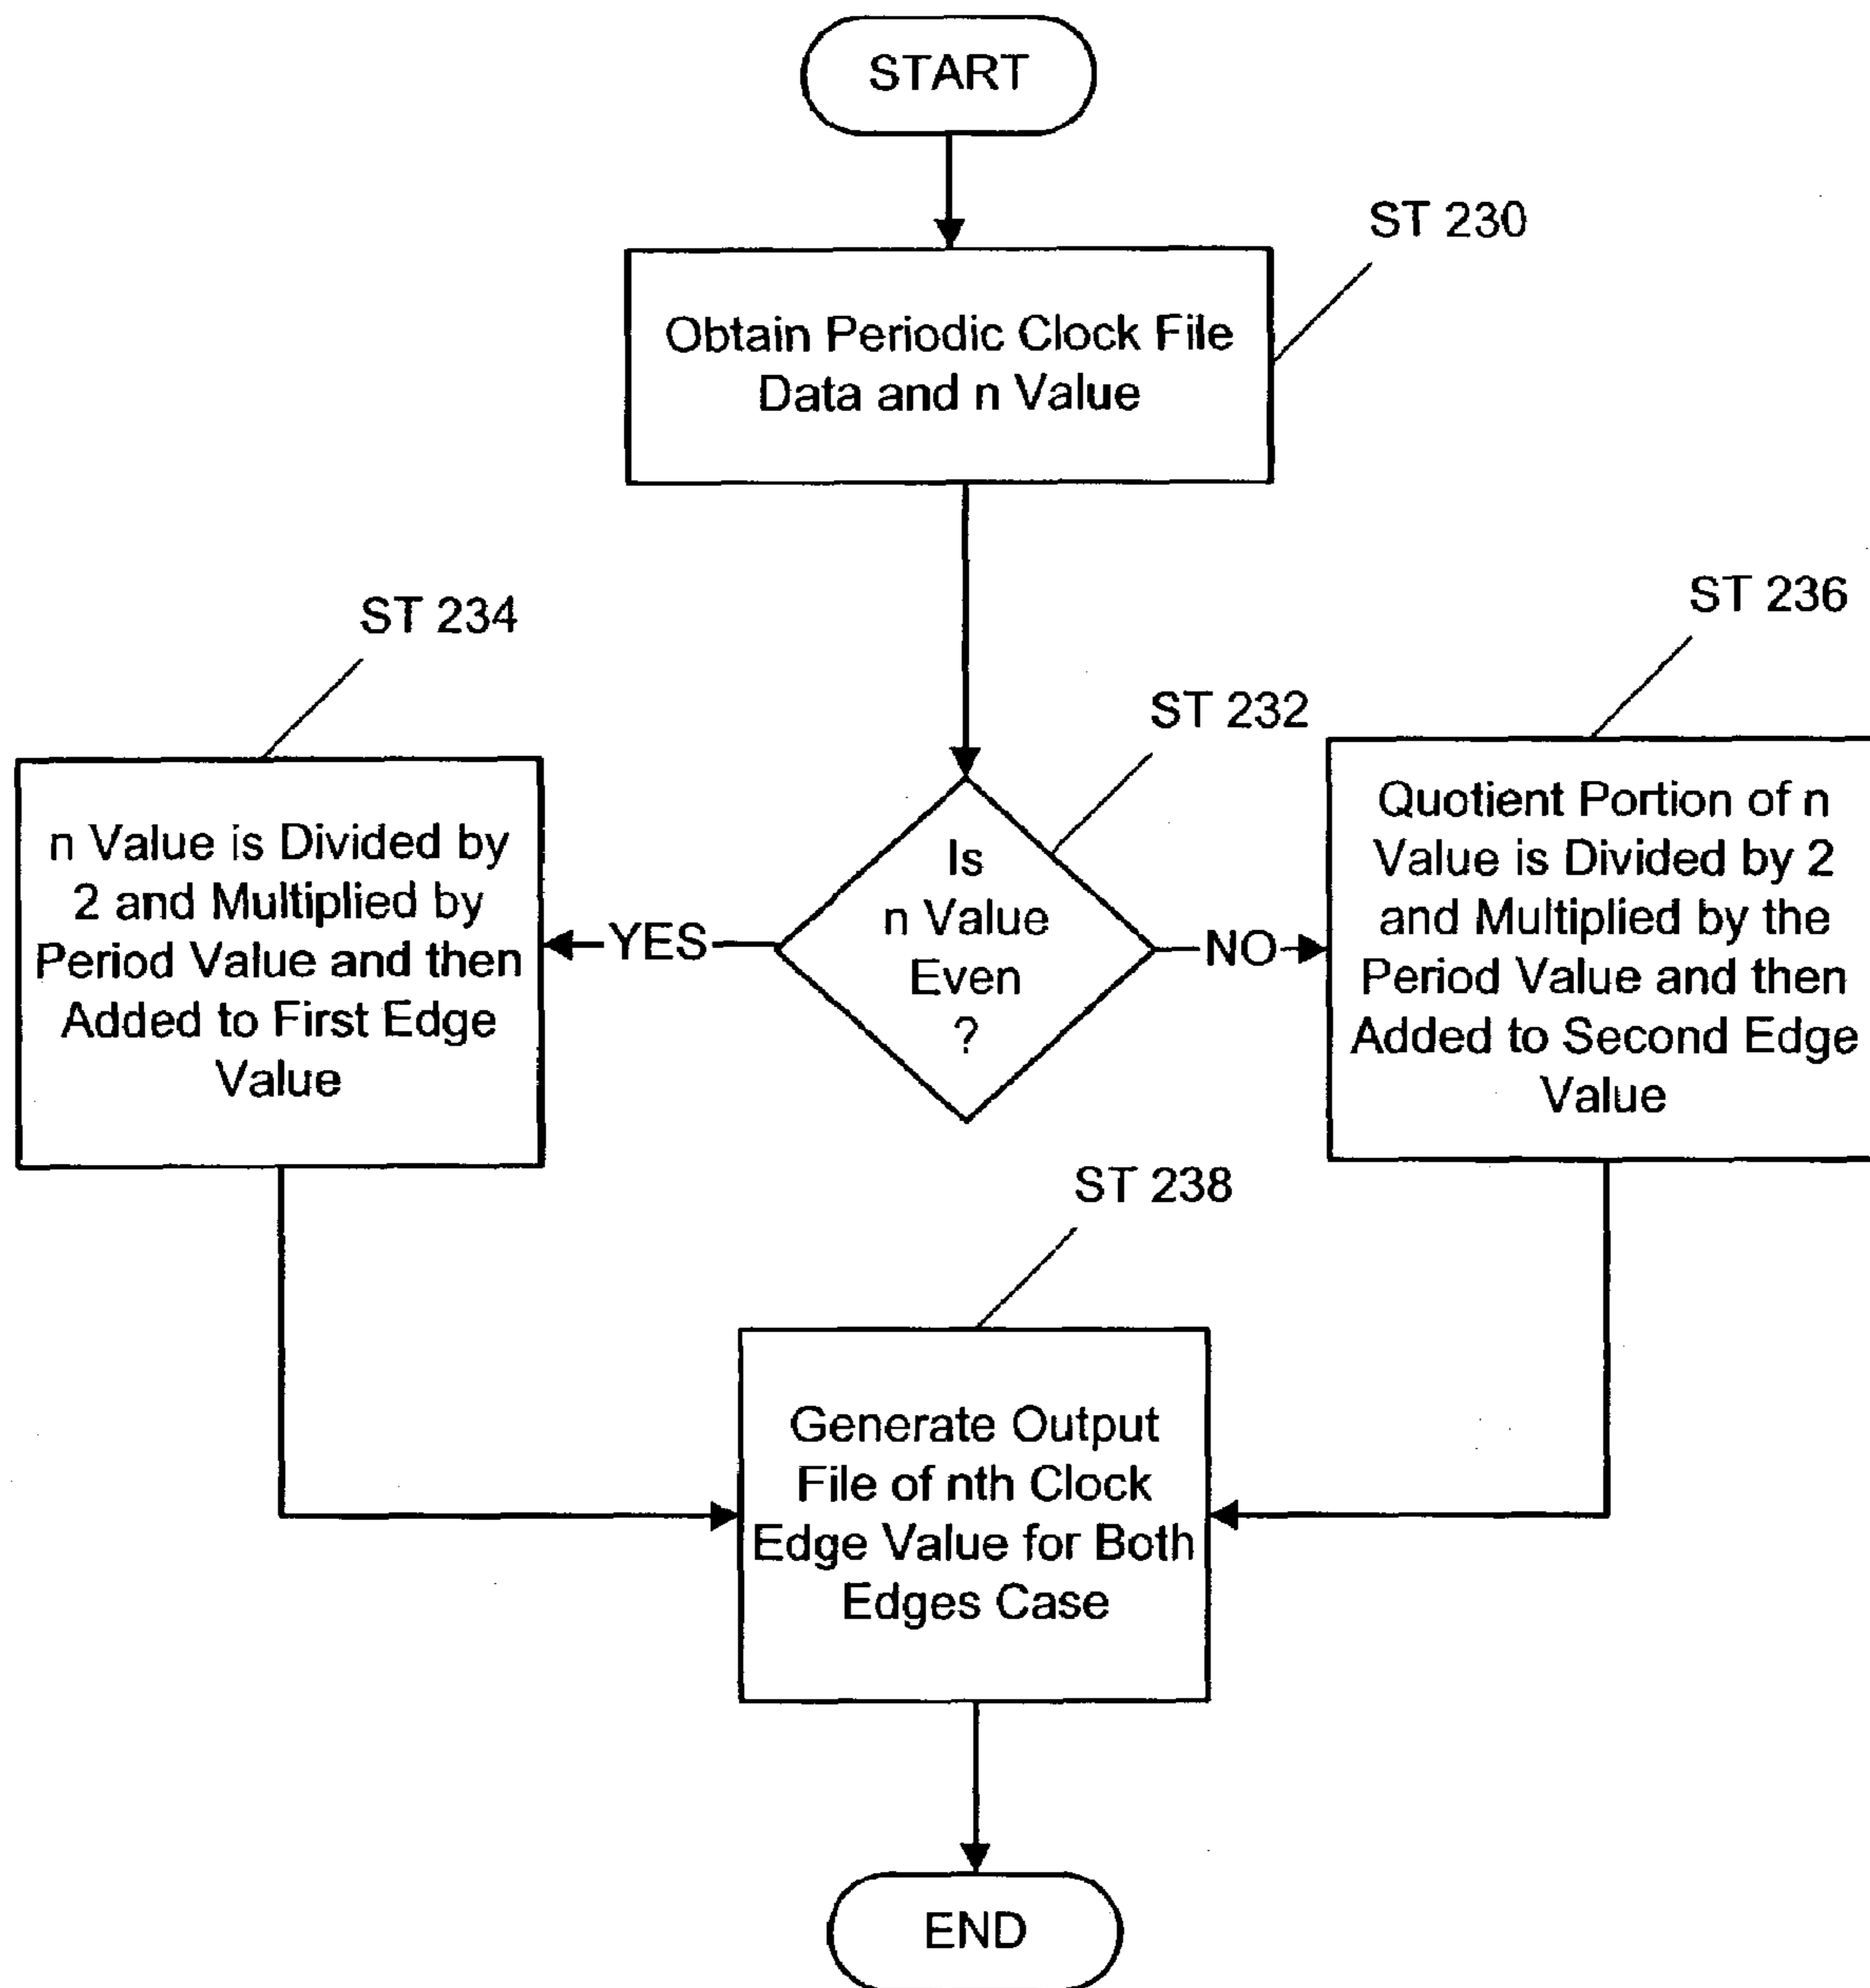 START
ST 230
Obtain Periodic Clock File
Data and n Value
ST 234
ST 232
ST 236
n Value is Divided by
2 and Multiplied by
Period Value and then
Added to First Edge
Value
YES
Is
n Value
Even
?
NO
Quotient Portion of n
Value is Divided by 2
and Multiplied by the
Period Value and then
Added to Second Edge
Value
ST 238
Generate Output
File of nth Clock
Edge Value for Both
Edges Case
END